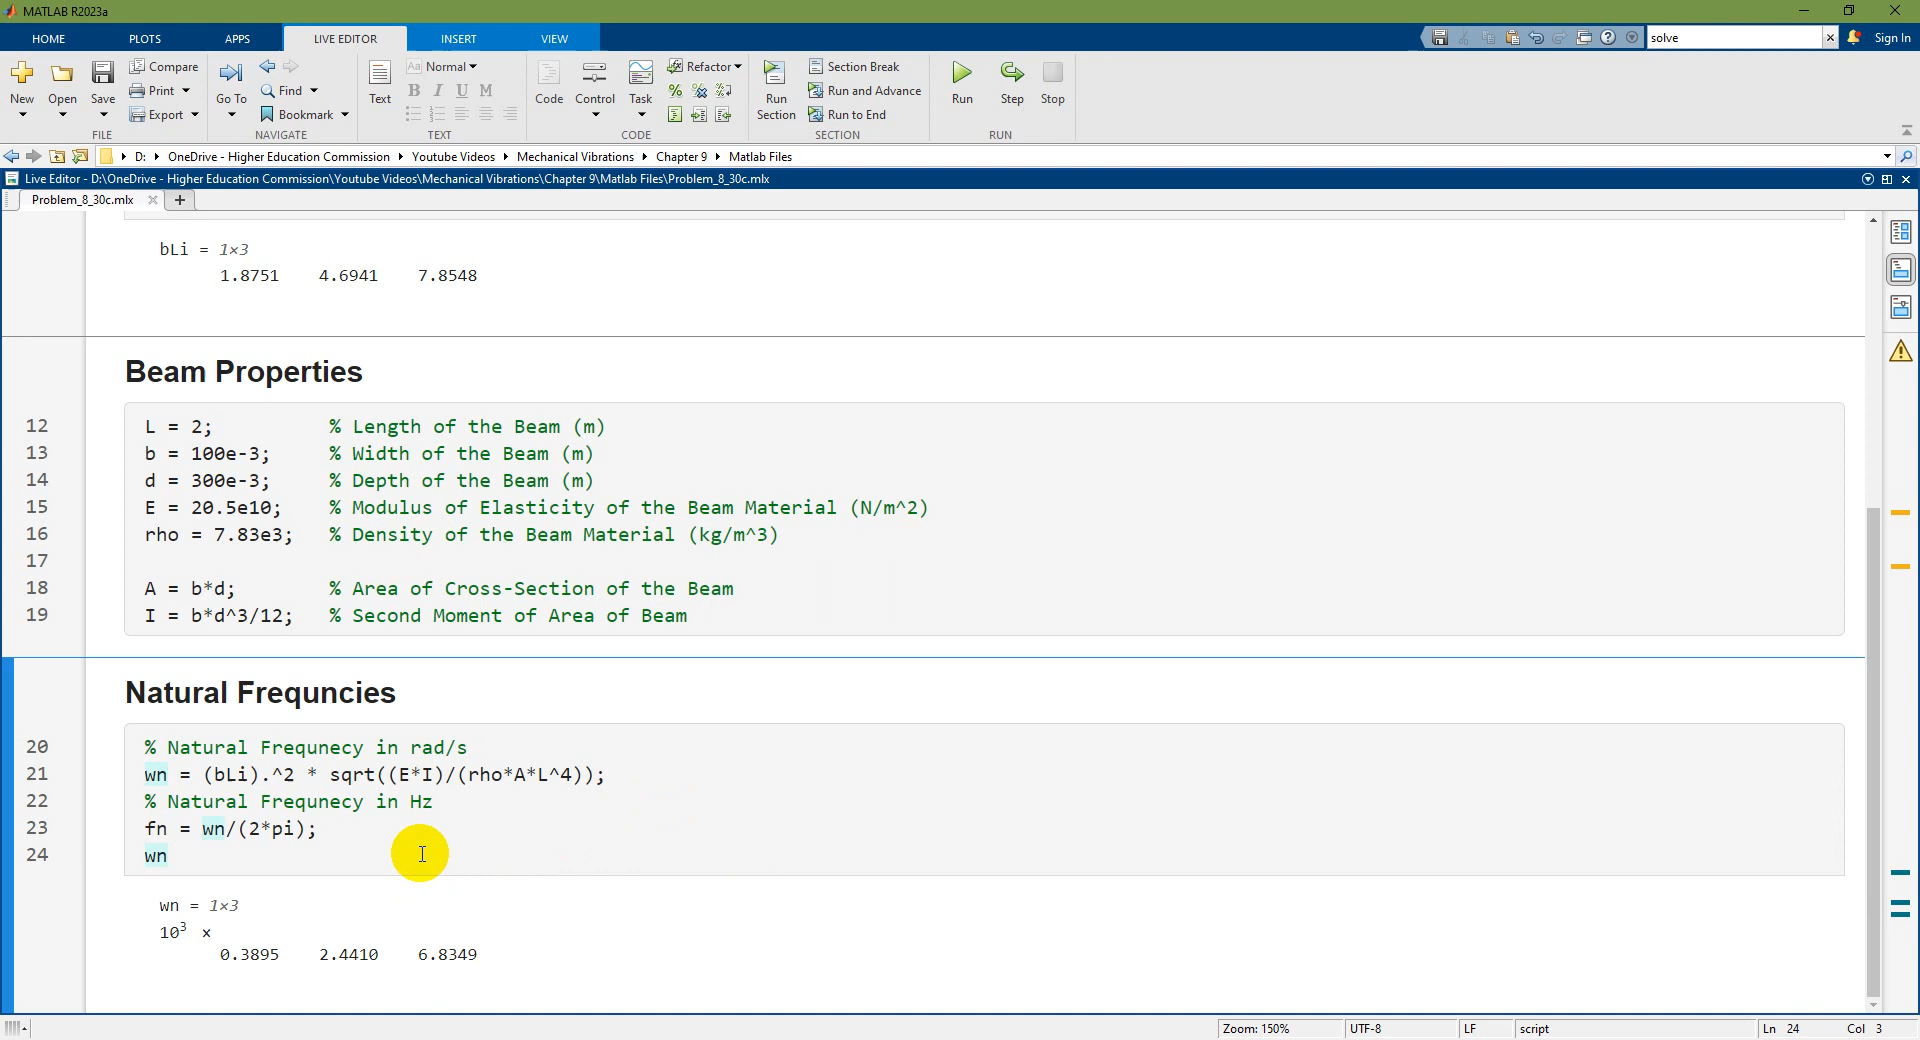 MATLAB R2023a
HOME PLOTS APPS LIVE EDITOR INSERT VIEW solve Sign In
New Open Save Compare Print Export Go To Find Bookmark Text Normal B I U M Code Control Task Refactor Run Section Section Break Run and Advance Run to End Run Step Stop
FILE NAVIGATE TEXT CODE SECTION RUN
D: OneDrive - Higher Education Commission Youtube Videos Mechanical Vibrations Chapter 9 Matlab Files
Live Editor - D:\OneDrive - Higher Education Commission\Youtube Videos\Mechanical Vibrations\Chapter 9\Matlab Files\Problem_8_30c.mlx
Problem_8_30c.mlx
bLi = 1×3
1.8751 4.6941 7.8548
Beam Properties
12 L = 2; % Length of the Beam (m)
13 b = 100e-3; % Width of the Beam (m)
14 d = 300e-3; % Depth of the Beam (m)
15 E = 20.5e10; % Modulus of Elasticity of the Beam Material (N/m^2)
16 rho = 7.83e3; % Density of the Beam Material (kg/m^3)
17
18 A = b*d; % Area of Cross-Section of the Beam
19 I = b*d^3/12; % Second Moment of Area of Beam
Natural Frequncies
20 % Natural Frequnecy in rad/s
21 wn = (bLi).^2 * sqrt((E*I)/(rho*A*L^4));
22 % Natural Frequnecy in Hz
23 fn = wn/(2*pi);
24 wn
wn = 1×3
10³ ×
0.3895 2.4410 6.8349
Zoom: 150% UTF-8 LF script Ln 24 Col 3